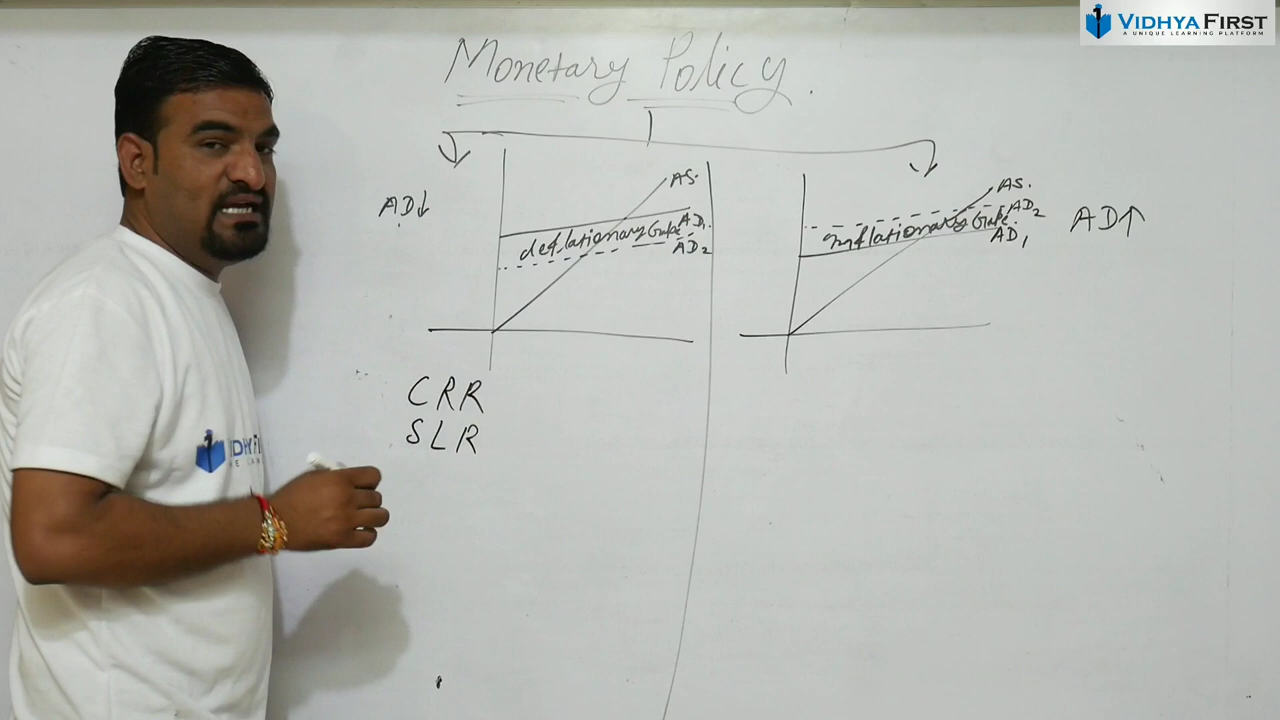 VIDHYA FIRST
A UNIQUE LEARNING PLATFORM
Monetary Policy.
AD↓
AS.
deflationary Gap
AD1
AD2
AS.
AD2
inflationary Gap
AD1
AD↑
CRR
SLR